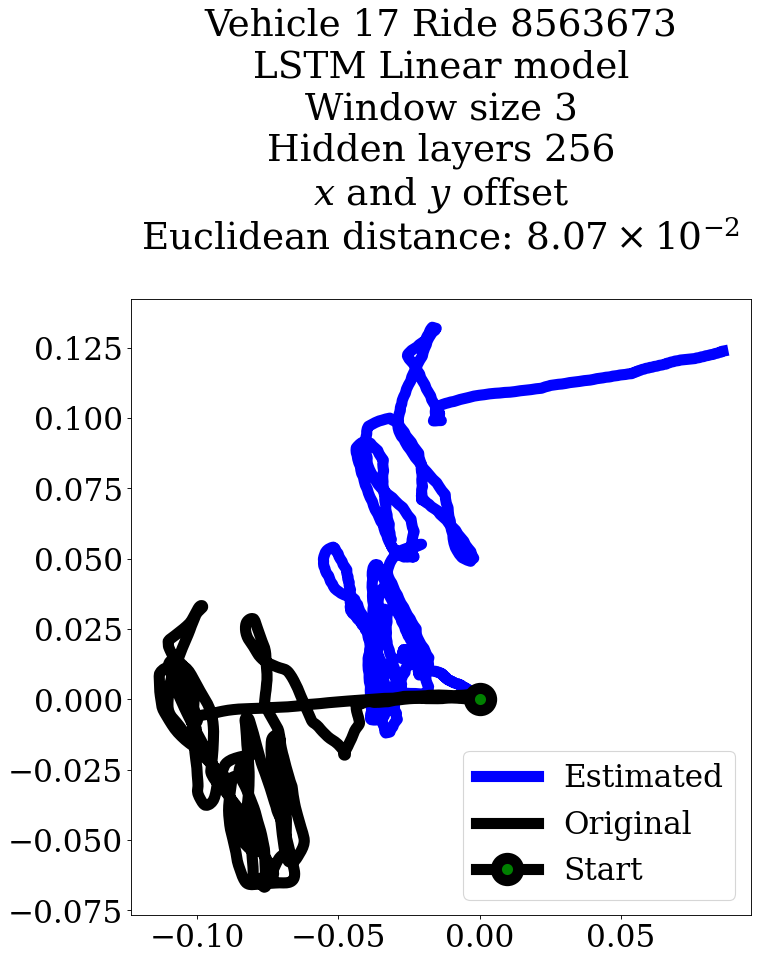 Vehicle 17 Ride 8563673
LSTM Linear model
Window size 3
Hidden layers 256
x and y offset
Euclidean distance: 8.07 × 10⁻²
0.125
0.100
0.075
0.050
0.025
0.000
−0.025
−0.050
−0.075
−0.10
−0.05
0.00
0.05
Estimated
Original
Start